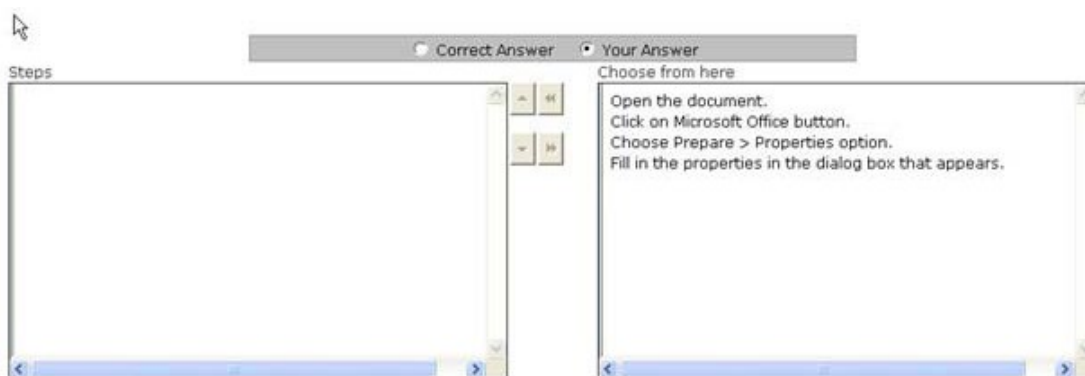 Correct Answer Your Answer
Steps
Choose from here
Open the document.
Click on Microsoft Office button.
Choose Prepare > Properties option.
Fill in the properties in the dialog box that appears.